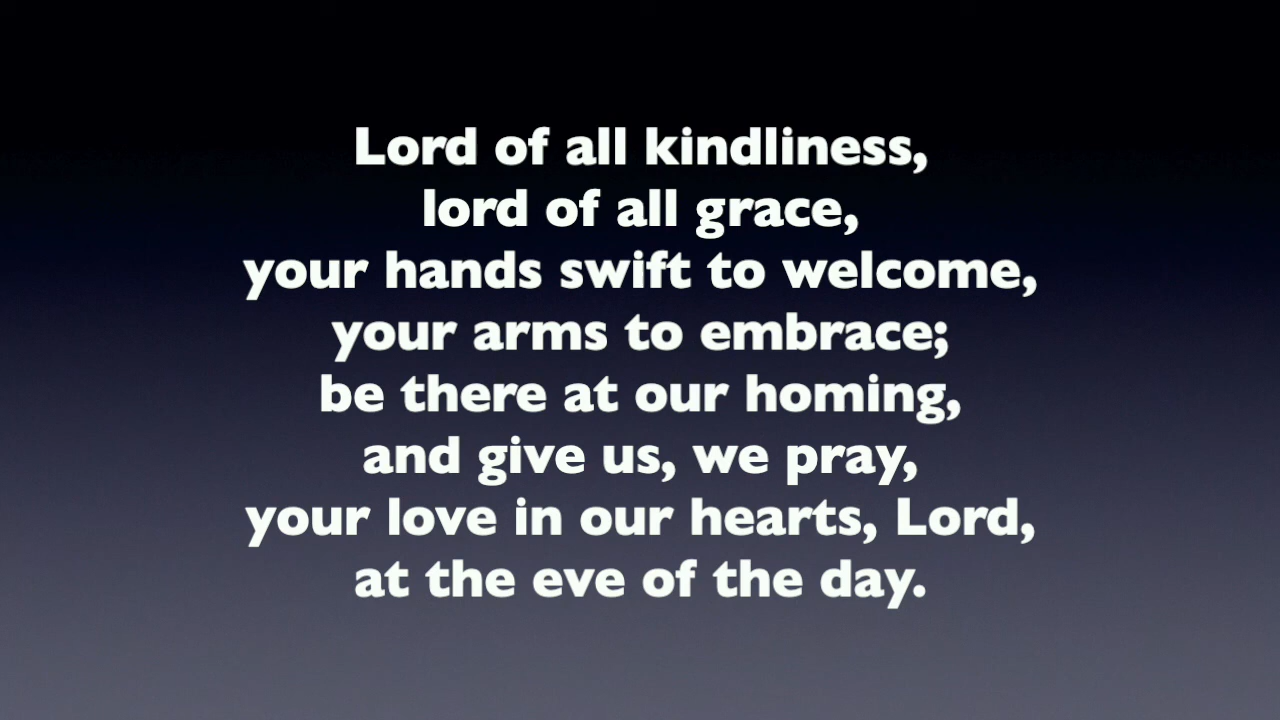 Lord of all kindliness,
lord of all grace,
your hands swift to welcome,
your arms to embrace;
be there at our homing,
and give us, we pray,
your love in our hearts, Lord,
at the eve of the day.